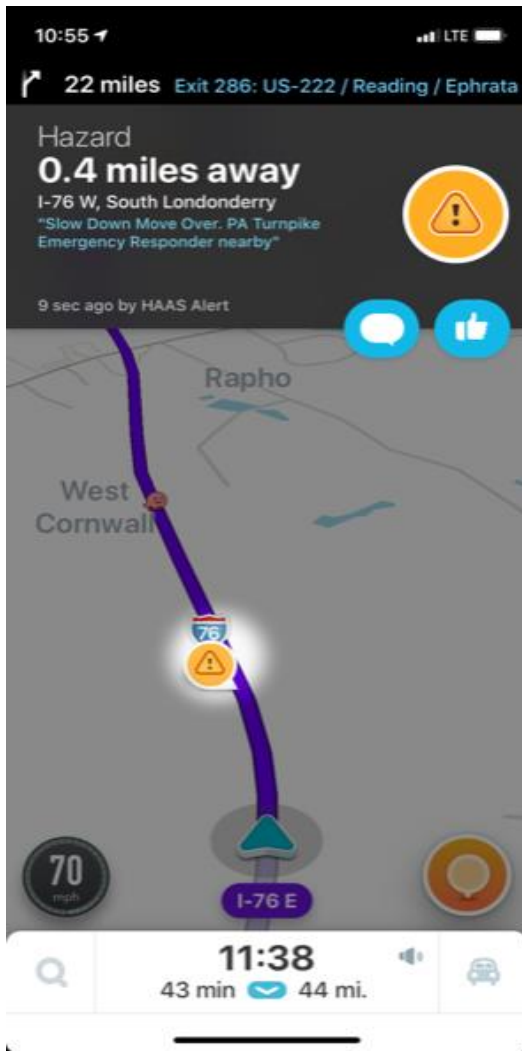 10:55
LTE
22 miles Exit 286: US-222 / Reading / Ephrata
Hazard
0.4 miles away
I-76 W, South Londonderry
"Slow Down Move Over. PA Turnpike
Emergency Responder nearby"
9 sec ago by HAAS Alert
Rapho
West
Cornwall
76
70
mph
I-76 E
11:38
43 min 44 mi.